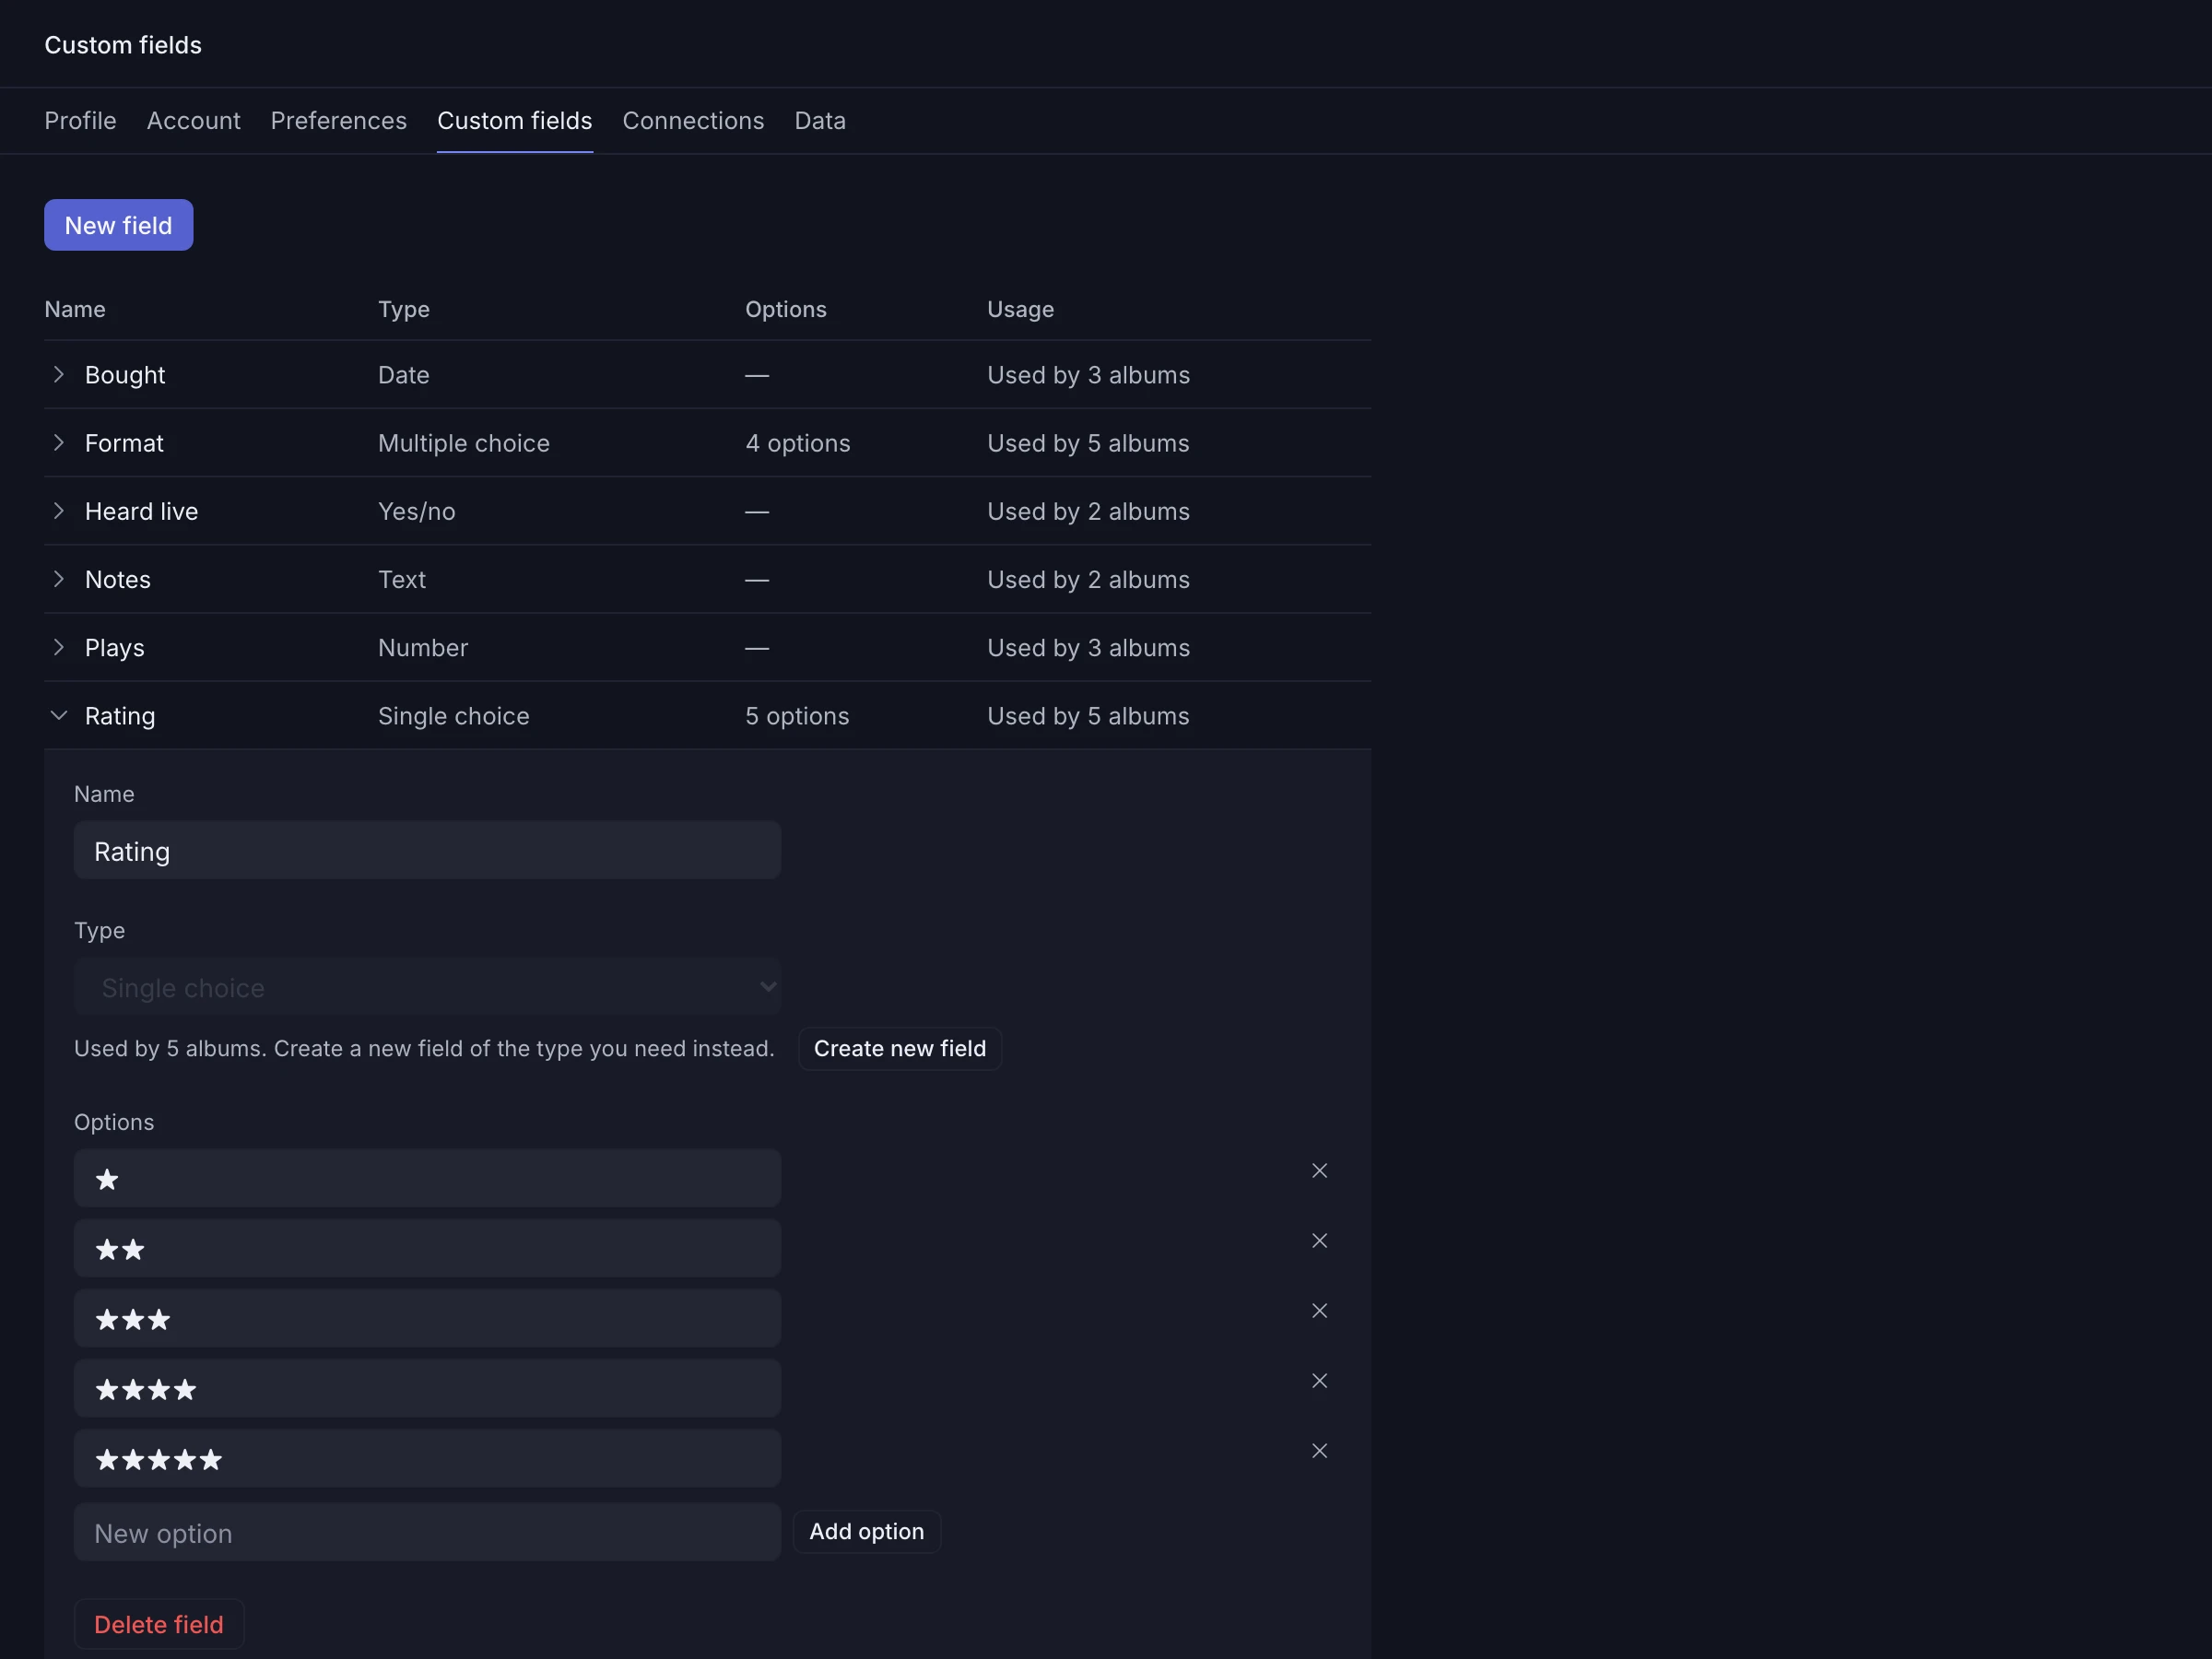 Custom fields
Profile Account Preferences Custom fields Connections Data
New field
Name Type Options Usage
Bought Date — Used by 3 albums
Format Multiple choice 4 options Used by 5 albums
Heard live Yes/no — Used by 2 albums
Notes Text — Used by 2 albums
Plays Number — Used by 3 albums
Rating Single choice 5 options Used by 5 albums
Name
Rating
Type
Single choice
Used by 5 albums. Create a new field of the type you need instead. Create new field
Options
★
★★
★★★
★★★★
★★★★★
New option Add option
Delete field